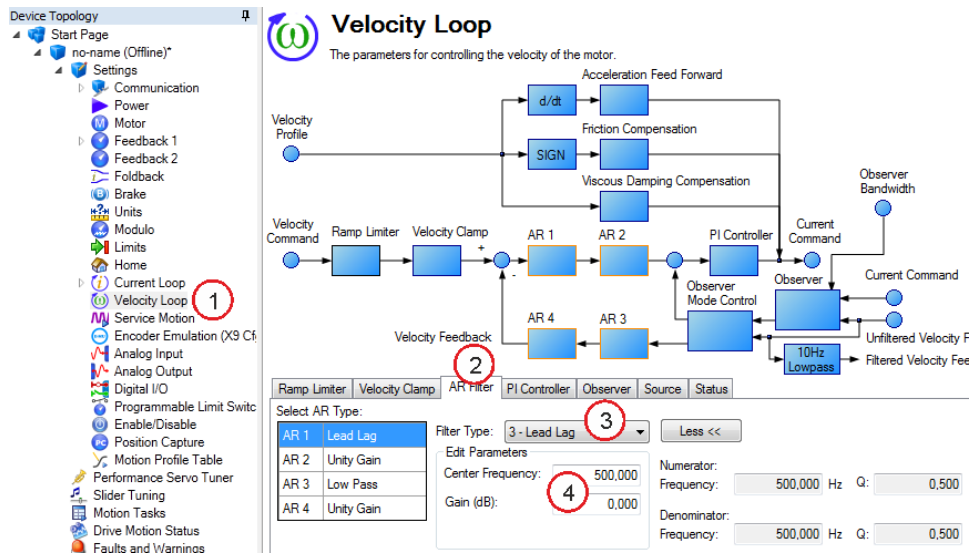 Device Topology
Start Page
no-name (Offline)*
Settings
Communication
Power
Motor
Feedback 1
Feedback 2
Foldback
Brake
Units
Modulo
Limits
Home
Current Loop
Velocity Loop
1
Service Motion
Encoder Emulation (X9 Cf
Analog Input
Analog Output
Digital I/O
Programmable Limit Switc
Enable/Disable
Position Capture
Motion Profile Table
Performance Servo Tuner
Slider Tuning
Motion Tasks
Drive Motion Status
Faults and Warnings
Velocity Loop
The parameters for controlling the velocity of the motor.
Acceleration Feed Forward
d/dt
Velocity
Profile
Friction Compensation
SIGN
Viscous Damping Compensation
Observer
Bandwidth
Velocity
Command
Ramp Limiter
Velocity Clamp
+
-
AR 1
AR 2
PI Controller
Current
Command
Observer
Current Command
Observer
Mode Control
AR 4
AR 3
Velocity Feedback
Unfiltered Velocity F
10Hz
Lowpass
Filtered Velocity Fee
2
Ramp Limiter Velocity Clamp AR Filter PI Controller Observer Source Status
Select AR Type:
AR 1 Lead Lag
AR 2 Unity Gain
AR 3 Low Pass
AR 4 Unity Gain
Filter Type: 3 - Lead Lag 3 Less <<
Edit Parameters
Center Frequency: 500,000
4
Gain (dB): 0,000
Numerator:
Frequency: 500,000 Hz Q: 0,500
Denominator:
Frequency: 500,000 Hz Q: 0,500